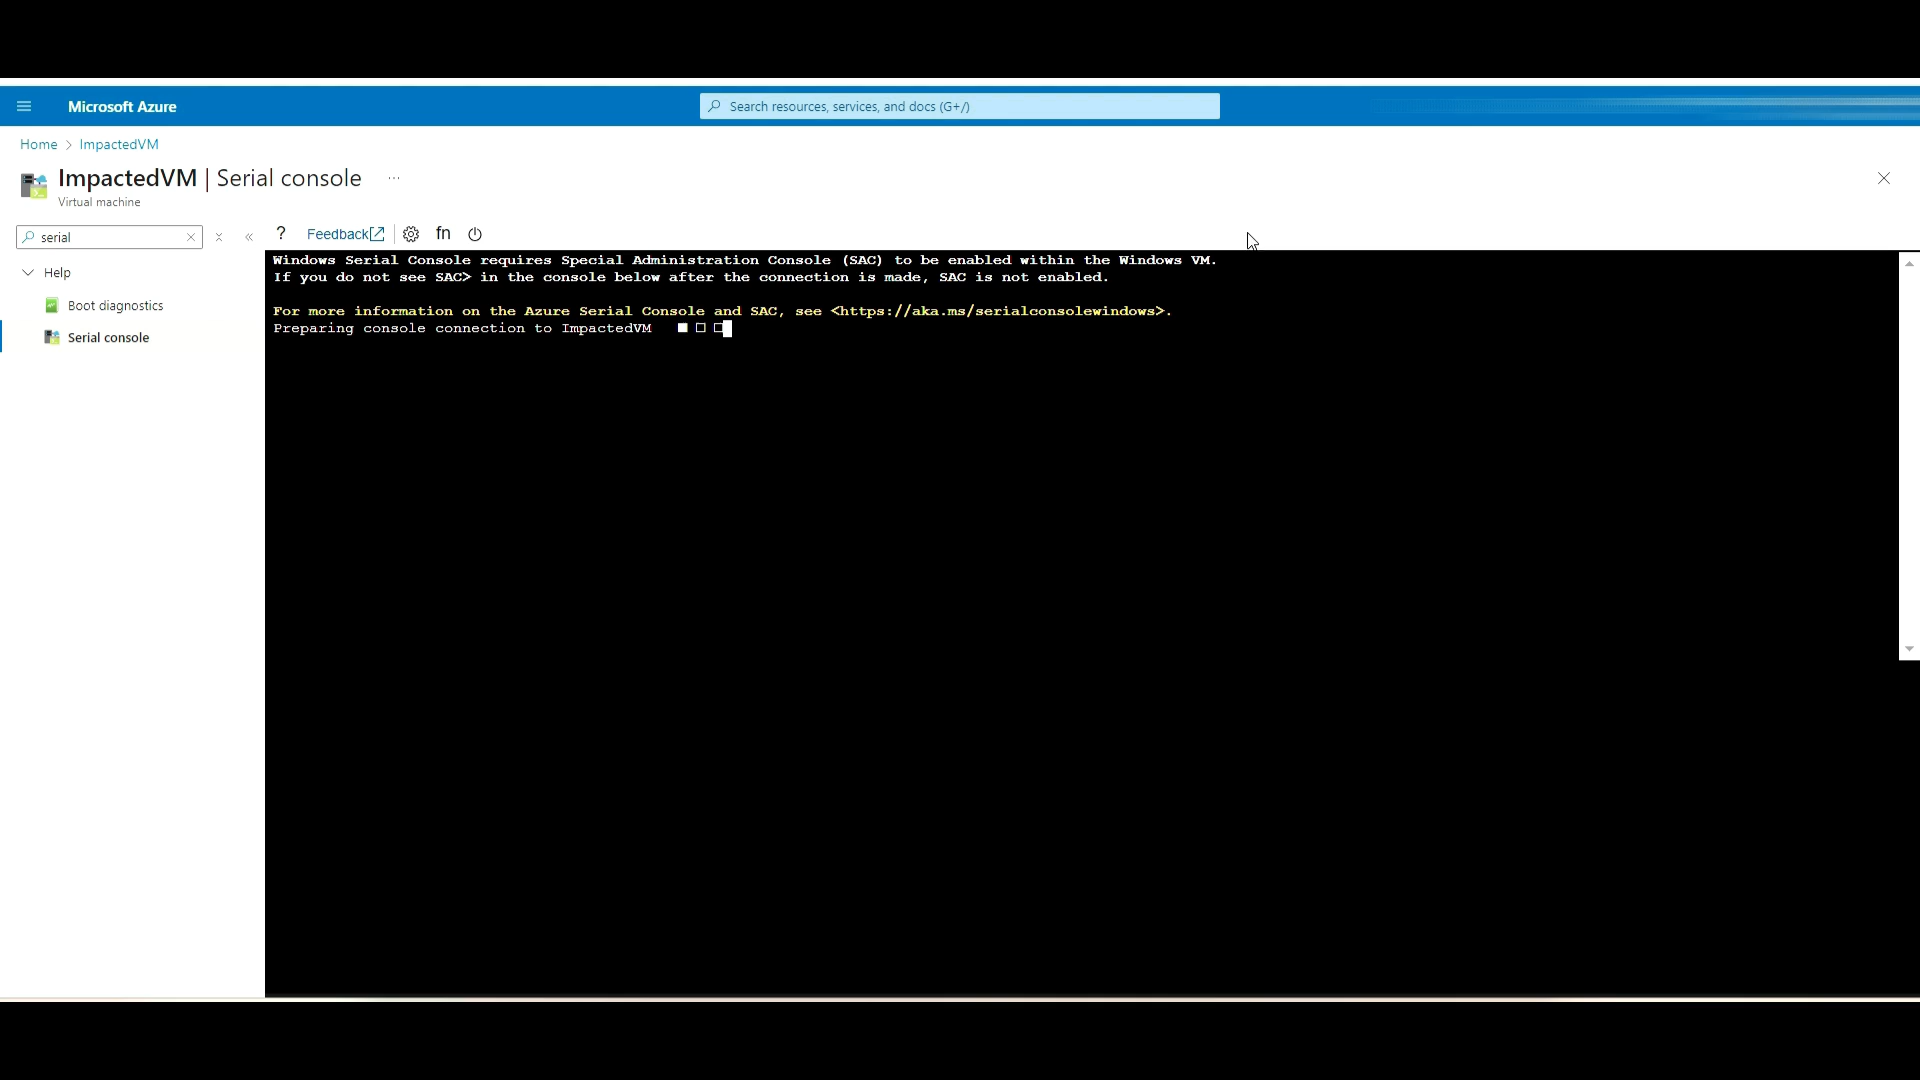 Microsoft Azure
Search resources, services, and docs (G+/)
Home > ImpactedVM
ImpactedVM | Serial console ...
Virtual machine
serial
? Feedback fn
Help
Boot diagnostics
Serial console
Windows Serial Console requires Special Administration Console (SAC) to be enabled within the Windows VM.
If you do not see SAC> in the console below after the connection is made, SAC is not enabled.
For more information on the Azure Serial Console and SAC, see <https://aka.ms/serialconsolewindows>.
Preparing console connection to ImpactedVM